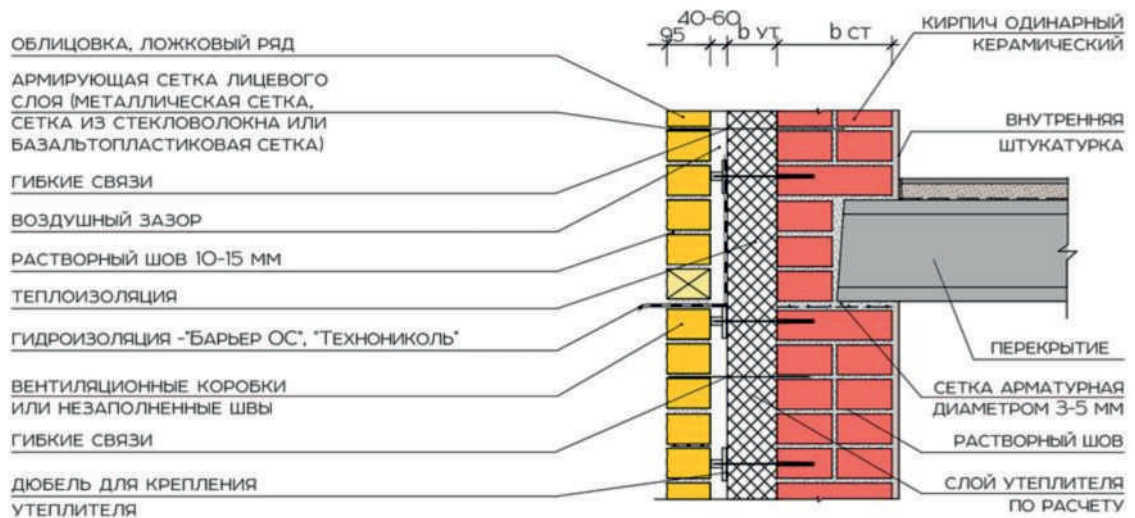 ОБЛИЦОВКА, ЛОЖКОВЫЙ РЯД
АРМИРУЮЩАЯ СЕТКА ЛИЦЕВОГО
СЛОЯ (МЕТАЛЛИЧЕСКАЯ СЕТКА,
СЕТКА ИЗ СТЕКЛОВОЛОКНА ИЛИ
БАЗАЛЬТОПЛАСТИКОВАЯ СЕТКА)
ГИБКИЕ СВЯЗИ
ВОЗДУШНЫЙ ЗАЗОР
РАСТВОРНЫЙ ШОВ 10-15 ММ
ТЕПЛОИЗОЛЯЦИЯ
ГИДРОИЗОЛЯЦИЯ -"БАРЬЕР ОС", "ТЕХНОНИКОЛЬ"
ВЕНТИЛЯЦИОННЫЕ КОРОБКИ
ИЛИ НЕЗАПОЛНЕННЫЕ ШВЫ
ГИБКИЕ СВЯЗИ
ДЮБЕЛЬ ДЛЯ КРЕПЛЕНИЯ
УТЕПЛИТЕЛЯ
40-60
95
b УТ
b СТ
КИРПИЧ ОДИНАРНЫЙ
КЕРАМИЧЕСКИЙ
ВНУТРЕННЯЯ
ШТУКАТУРКА
ПЕРЕКРЫТИЕ
СЕТКА АРМАТУРНАЯ
ДИАМЕТРОМ 3-5 ММ
РАСТВОРНЫЙ ШОВ
СЛОЙ УТЕПЛИТЕЛЯ
ПО РАСЧЕТУ